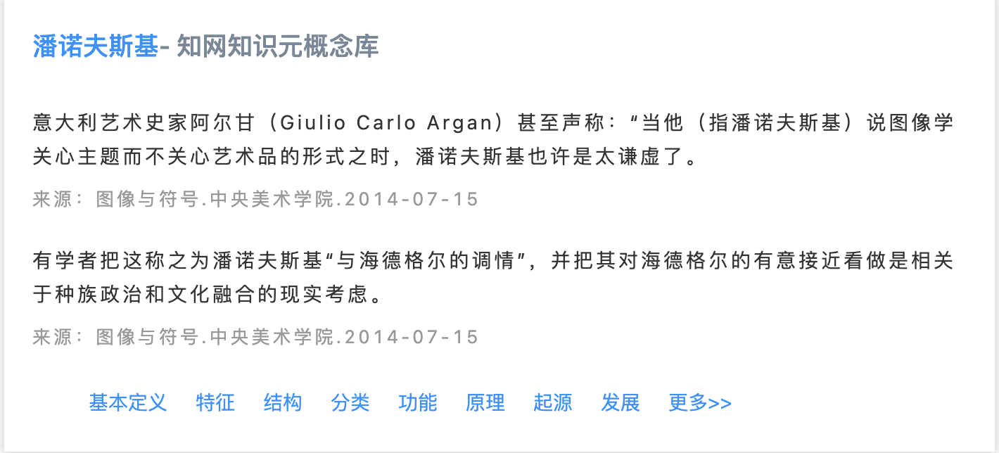 潘诺夫斯基- 知网知识元概念库
意大利艺术史家阿尔甘（Giulio Carlo Argan）甚至声称：“当他（指潘诺夫斯基）说图像学
关心主题而不关心艺术品的形式之时，潘诺夫斯基也许是太谦虚了。
来源：图像与符号.中央美术学院.2014-07-15
有学者把这称之为潘诺夫斯基“与海德格尔的调情”，并把其对海德格尔的有意接近看做是相关
于种族政治和文化融合的现实考虑。
来源：图像与符号.中央美术学院.2014-07-15
基本定义 特征 结构 分类 功能 原理 起源 发展 更多>>